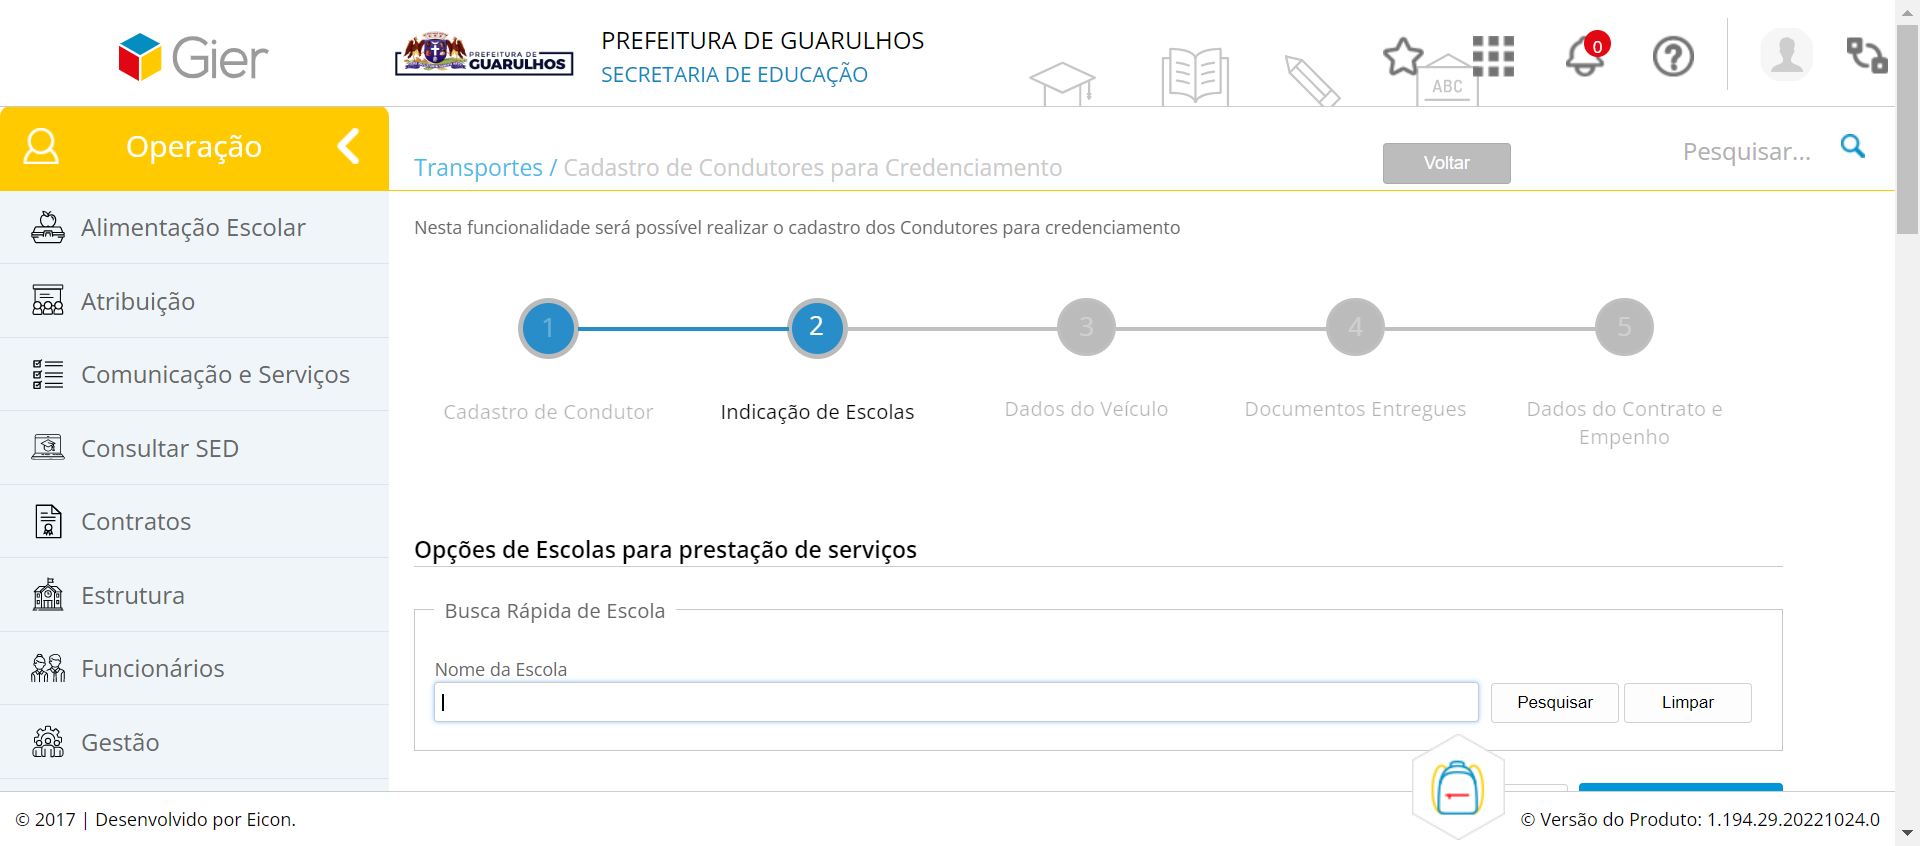 Gier
PREFEITURA DE
GUARULHOS
PREFEITURA DE GUARULHOS
SECRETARIA DE EDUCAÇÃO
ABC
0
?
Operação
Transportes / Cadastro de Condutores para Credenciamento
Voltar
Pesquisar...
Alimentação Escolar
Atribuição
Comunicação e Serviços
Consultar SED
Contratos
Estrutura
Funcionários
Gestão
Nesta funcionalidade será possível realizar o cadastro dos Condutores para credenciamento
1
2
3
4
5
Cadastro de Condutor
Indicação de Escolas
Dados do Veículo
Documentos Entregues
Dados do Contrato e
Empenho
Opções de Escolas para prestação de serviços
Busca Rápida de Escola
Nome da Escola
Pesquisar
Limpar
© 2017 | Desenvolvido por Eicon.
© Versão do Produto: 1.194.29.20221024.0